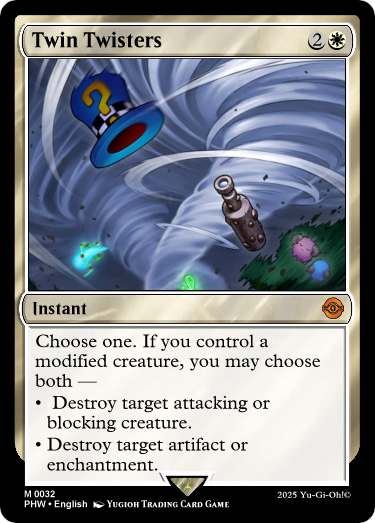 Twin Twisters 2
?
Instant
Choose one. If you control a
modified creature, you may choose
both —
• Destroy target attacking or
blocking creature.
• Destroy target artifact or
enchantment.
M 0032
PHW • English Yugioh Trading Card Game
2025 Yu-Gi-Oh!©